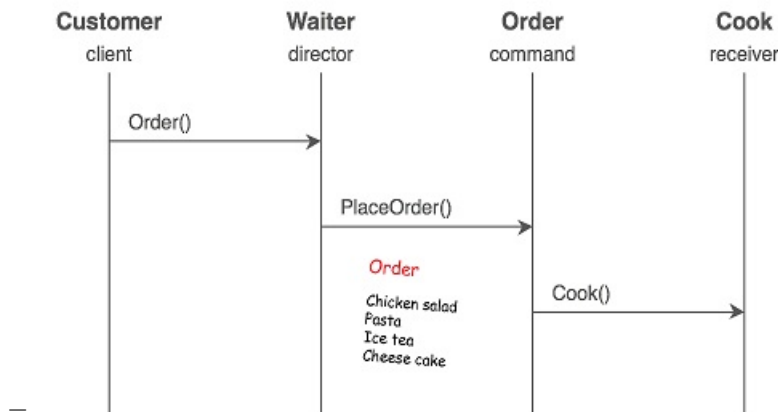 Customer Waiter Order Cook
client director command receiver
Order()
PlaceOrder()
Order
Cook()
Chicken salad
Pasta
Ice tea
Cheese cake